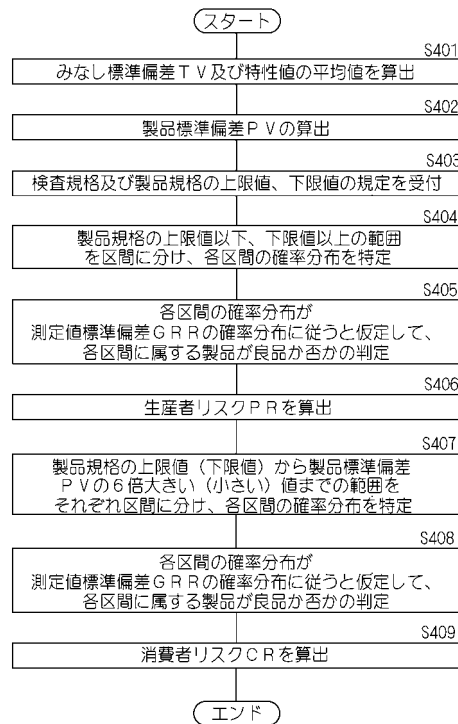 スタート
S401
みなし標準偏差TV及び特性値の平均値を算出
S402
製品標準偏差PVの算出
S403
検査規格及び製品規格の上限値、下限値の規定を受付
S404
製品規格の上限値以下、下限値以上の範囲
を区間に分け、各区間の確率分布を特定
S405
各区間の確率分布が
測定値標準偏差GRRの確率分布に従うと仮定して、
各区間に属する製品が良品か否かの判定
S406
生産者リスクPRを算出
S407
製品規格の上限値(下限値)から製品標準偏差
PVの6倍大きい(小さい)値までの範囲を
それぞれ区間に分け、各区間の確率分布を特定
S408
各区間の確率分布が
測定値標準偏差GRRの確率分布に従うと仮定して、
各区間に属する製品が良品か否かの判定
S409
消費者リスクCRを算出
エンド